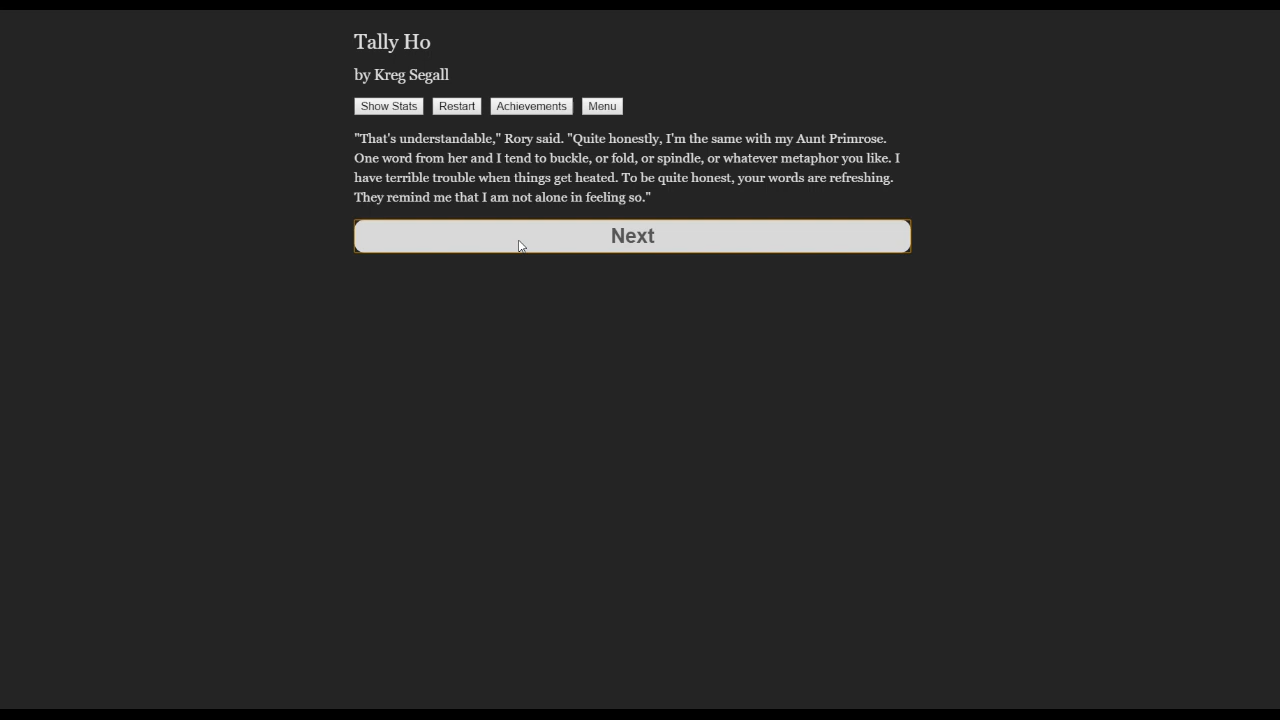 Tally Ho
by Kreg Segall
Show Stats Restart Achievements Menu
"That's understandable," Rory said. "Quite honestly, I'm the same with my Aunt Primrose.
One word from her and I tend to buckle, or fold, or spindle, or whatever metaphor you like. I
have terrible trouble when things get heated. To be quite honest, your words are refreshing.
They remind me that I am not alone in feeling so."
Next